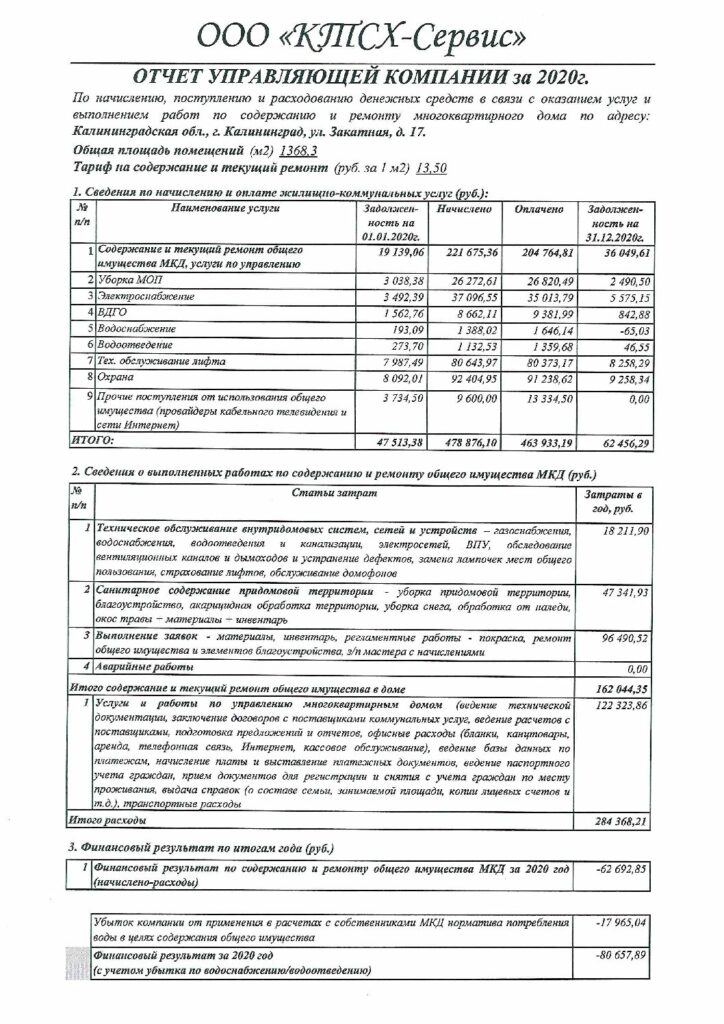 ООО «КТСХ-Сервис»
ОТЧЕТ УПРАВЛЯЮЩЕЙ КОМПАНИИ за 2020г.
По начислению, поступлению и расходованию денежных средств в связи с оказанием услуг и
выполнением работ по содержанию и ремонту многоквартирного дома по адресу:
Калининградская обл., г. Калининград, ул. Закатная, д. 17.
Общая площадь помещений (м2) 1368,3
Тариф на содержание и текущий ремонт (руб. за 1 м2) 13,50
1. Сведения по начислению и оплате жилищно-коммунальных услуг (руб.):
№ Наименование услуги Задолжен- Начислено Оплачено Задолжен-
п/п ность на ность на
01.01.2020г. 31.12.2020г.
1 Содержание и текущий ремонт общего 19 139,06 221 675,36 204 764,81 36 049,61
имущества МКД, услуги по управлению
2 Уборка МОП 3 038,38 26 272,61 26 820,49 2 490,50
3 Электроснабжение 3 492,39 37 096,55 35 013,79 5 575,15
4 ВДГО 1 562,76 8 662,11 9 381,99 842,88
5 Водоснабжение 193,09 1 388,02 1 646,14 -65,03
6 Водоотведение 273,70 1 132,53 1 359,68 46,55
7 Тех. обслуживание лифта 7 987,49 80 643,97 80 373,17 8 258,29
8 Охрана 8 092,01 92 404,95 91 238,62 9 258,34
9 Прочие поступления от использования общего 3 734,50 9 600,00 13 334,50 0,00
имущества (провайдеры кабельного телевидения и
сети Интернет)
ИТОГО: 47 513,38 478 876,10 463 933,19 62 456,29
2. Сведения о выполненных работах по содержанию и ремонту общего имущества МКД (руб.)
№ Статьи затрат Затраты в
п/п год, руб.
1 Техническое обслуживание внутридомовых систем, сетей и устройств – газоснабжения, 18 211,90
водоснабжения, водоотведения и канализации, электросетей, ВПУ, обследование
вентиляционных каналов и дымоходов и устранение дефектов, замена лампочек мест общего
пользования, страхование лифтов, обслуживание домофонов
2 Санитарное содержание придомовой территории - уборка придомовой территории, 47 341,93
благоустройство, акарицидная обработка территории, уборка снега, обработка от наледи,
окос травы + материалы + инвентарь
3 Выполнение заявок - материалы, инвентарь, регламентные работы - покраска, ремонт 96 490,52
общего имущества и элементов благоустройства, з/п мастера с начислениями
4 Аварийные работы 0,00
Итого содержание и текущий ремонт общего имущества в доме 162 044,35
1 Услуги и работы по управлению многоквартирным домом (ведение технической 122 323,86
документации, заключение договоров с поставщиками коммунальных услуг, ведение расчетов с
поставщиками, подготовка предложений и отчетов, офисные расходы (бланки, канцтовары,
аренда, телефонная связь, Интернет, кассовое обслуживание), ведение базы данных по
платежам, начисление платы и выставление платежных документов, ведение паспортного
учета граждан, прием документов для регистрации и снятия с учета граждан по месту
проживания, выдача справок (о составе семьи, занимаемой площади, копии лицевых счетов и
т.д.), транспортные расходы
Итого расходы 284 368,21
3. Финансовый результат по итогам года (руб.)
1 Финансовый результат по содержанию и ремонту общего имущества МКД за 2020 год -62 692,85
(начислено-расходы)
Убыток компании от применения в расчетах с собственниками МКД норматива потребления -17 965,04
воды в целях содержания общего имущества
Финансовый результат за 2020 год -80 657,89
(с учетом убытка по водоснабжению/водоотведению)